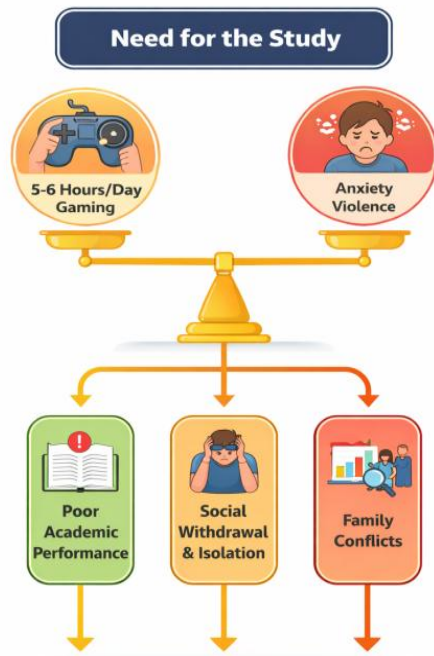 Need for the Study
5-6 Hours/Day
Gaming
Anxiety
Violence
!
Poor
Academic
Performance
Social
Withdrawal
& Isolation
Family
Conflicts